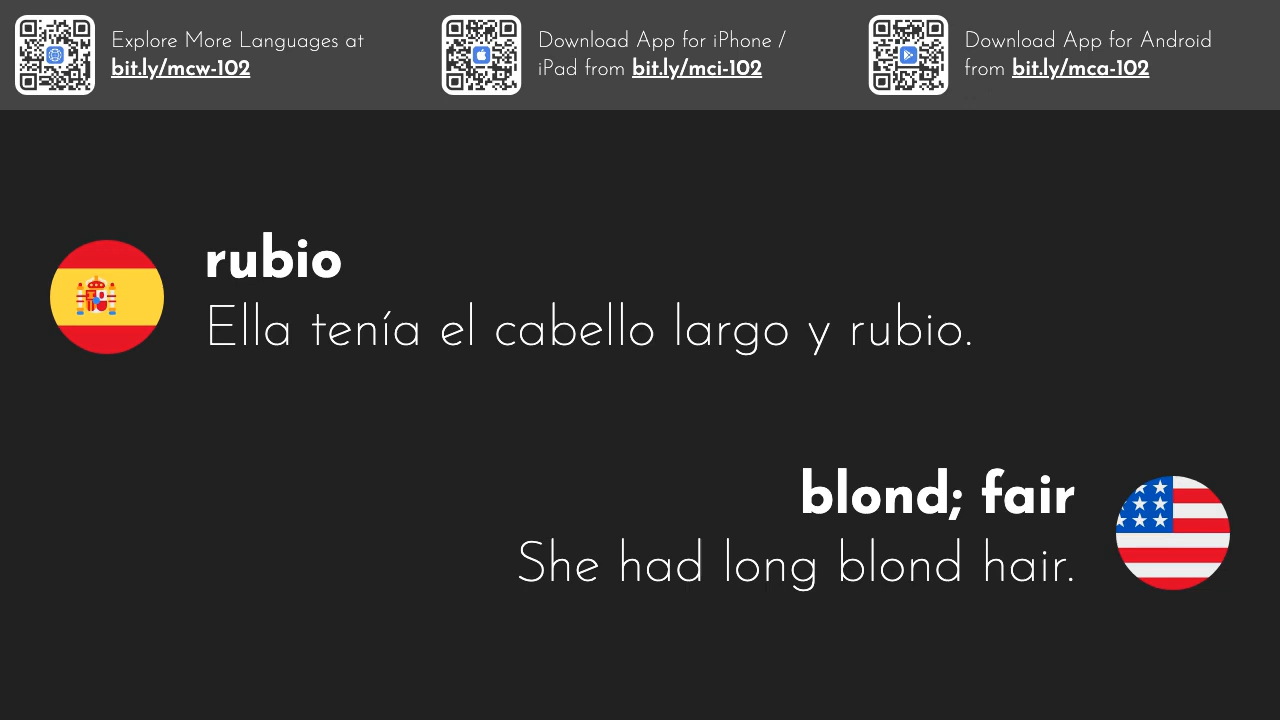 Explore More Languages at
bit.ly/mcw-102
Download App for iPhone /
iPad from bit.ly/mci-102
Download App for Android
from bit.ly/mca-102
rubio
Ella tenía el cabello largo y rubio.
blond; fair
She had long blond hair.